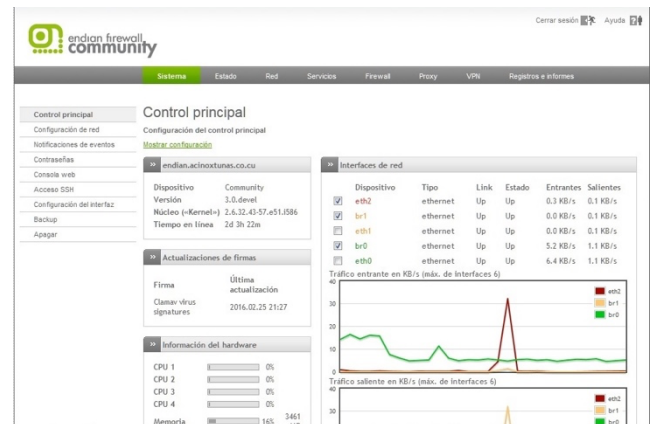 Cerrar sesión Ayuda
endian firewall
community
Sistema Estado Red Servicios Firewall Proxy VPN Registros e informes
Control principal
Configuración de red
Notificaciones de eventos
Contraseñas
Consola web
Acceso SSH
Configuración del interfaz
Backup
Apagar
Control principal
Configuración del control principal
Mostrar configuración
» endian.acinoxtunas.co.cu
Dispositivo Community
Versión 3.0.devel
Núcleo («Kernel») 2.6.32.43-57.e51.i586
Tiempo en línea 2d 3h 22m
» Actualizaciones de firmas
Firma Última actualización
Clamav virus signatures 2016.02.25 21:27
» Información del hardware
CPU 1 0%
CPU 2 0%
CPU 3 0%
CPU 4 0%
Memoria 16% 3461
» Interfaces de red
Dispositivo Tipo Link Estado Entrantes Salientes
eth2 ethernet Up Up 0.3 KB/s 0.1 KB/s
br1 ethernet Up Up 0.0 KB/s 0.1 KB/s
eth1 ethernet Up Up 0.0 KB/s 0.1 KB/s
br0 ethernet Up Up 5.2 KB/s 1.1 KB/s
eth0 ethernet Up Up 6.4 KB/s 1.1 KB/s
Tráfico entrante en KB/s (máx. de interfaces 6)
40
30
20
10
0
eth2
br1
br0
Tráfico saliente en KB/s (máx. de interfaces 6)
40
30
eth2
br1
br0